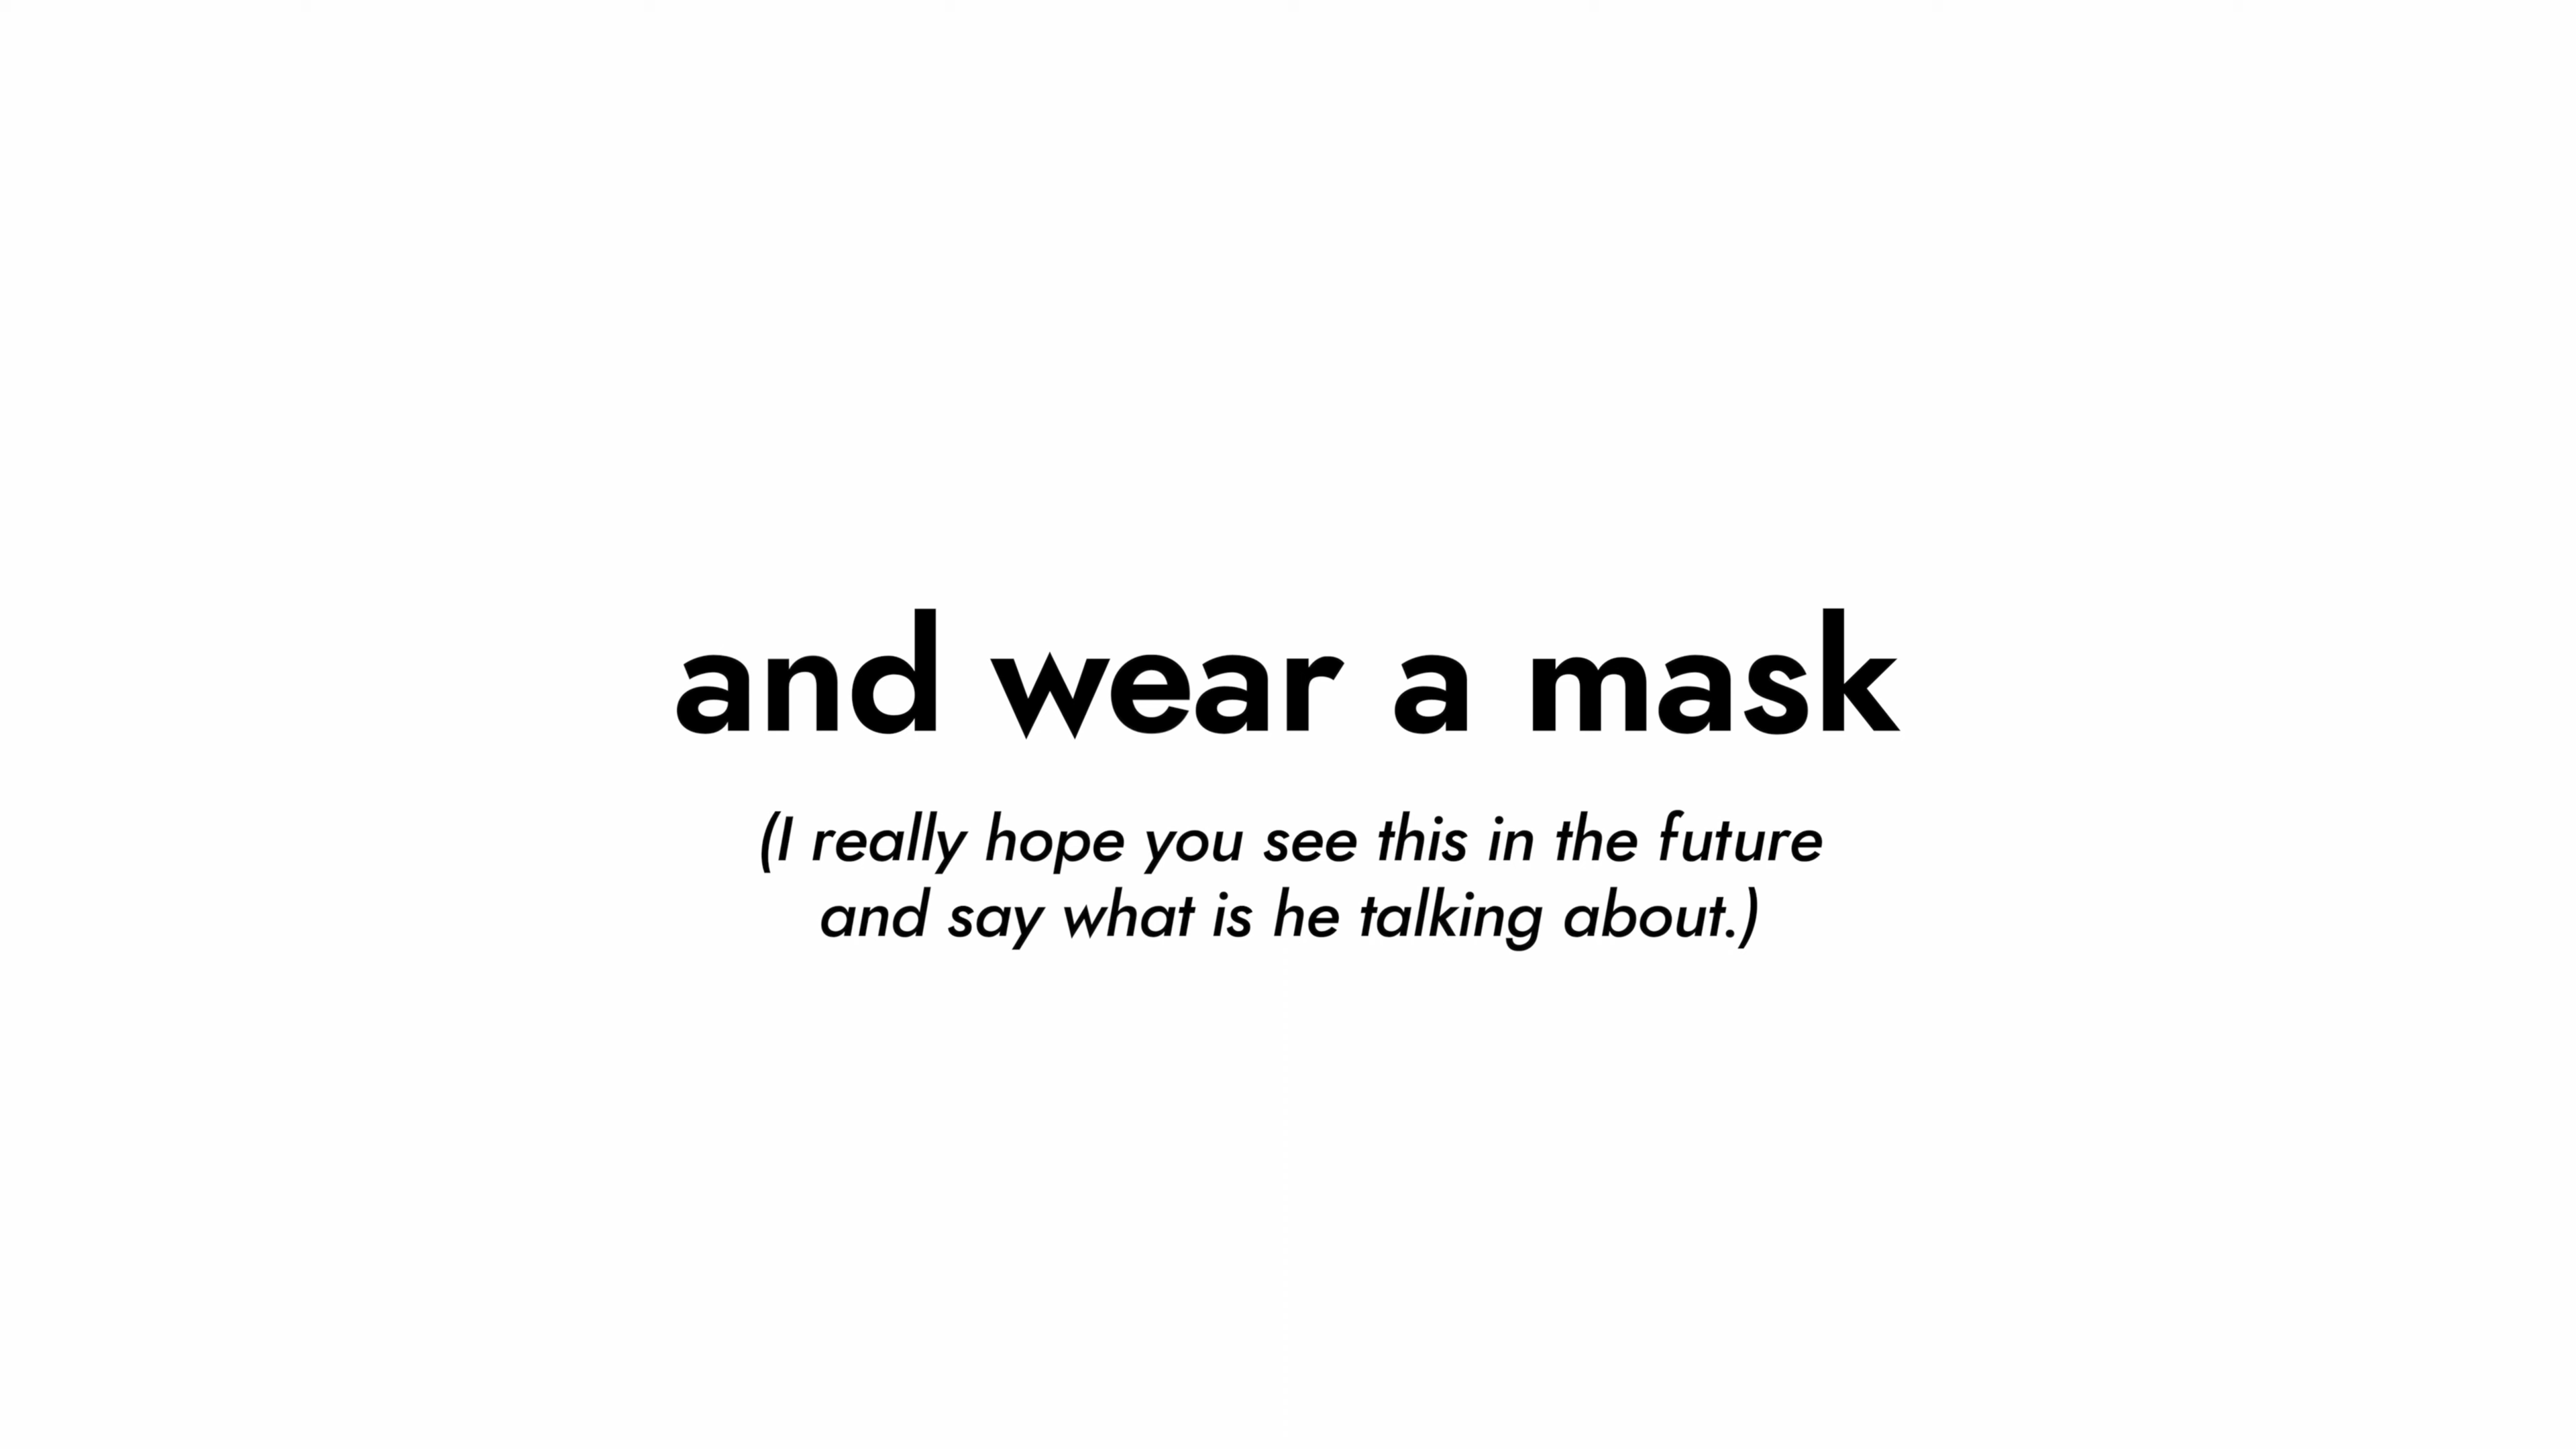 and wear a mask
(I really hope you see this in the future
and say what is he talking about.)